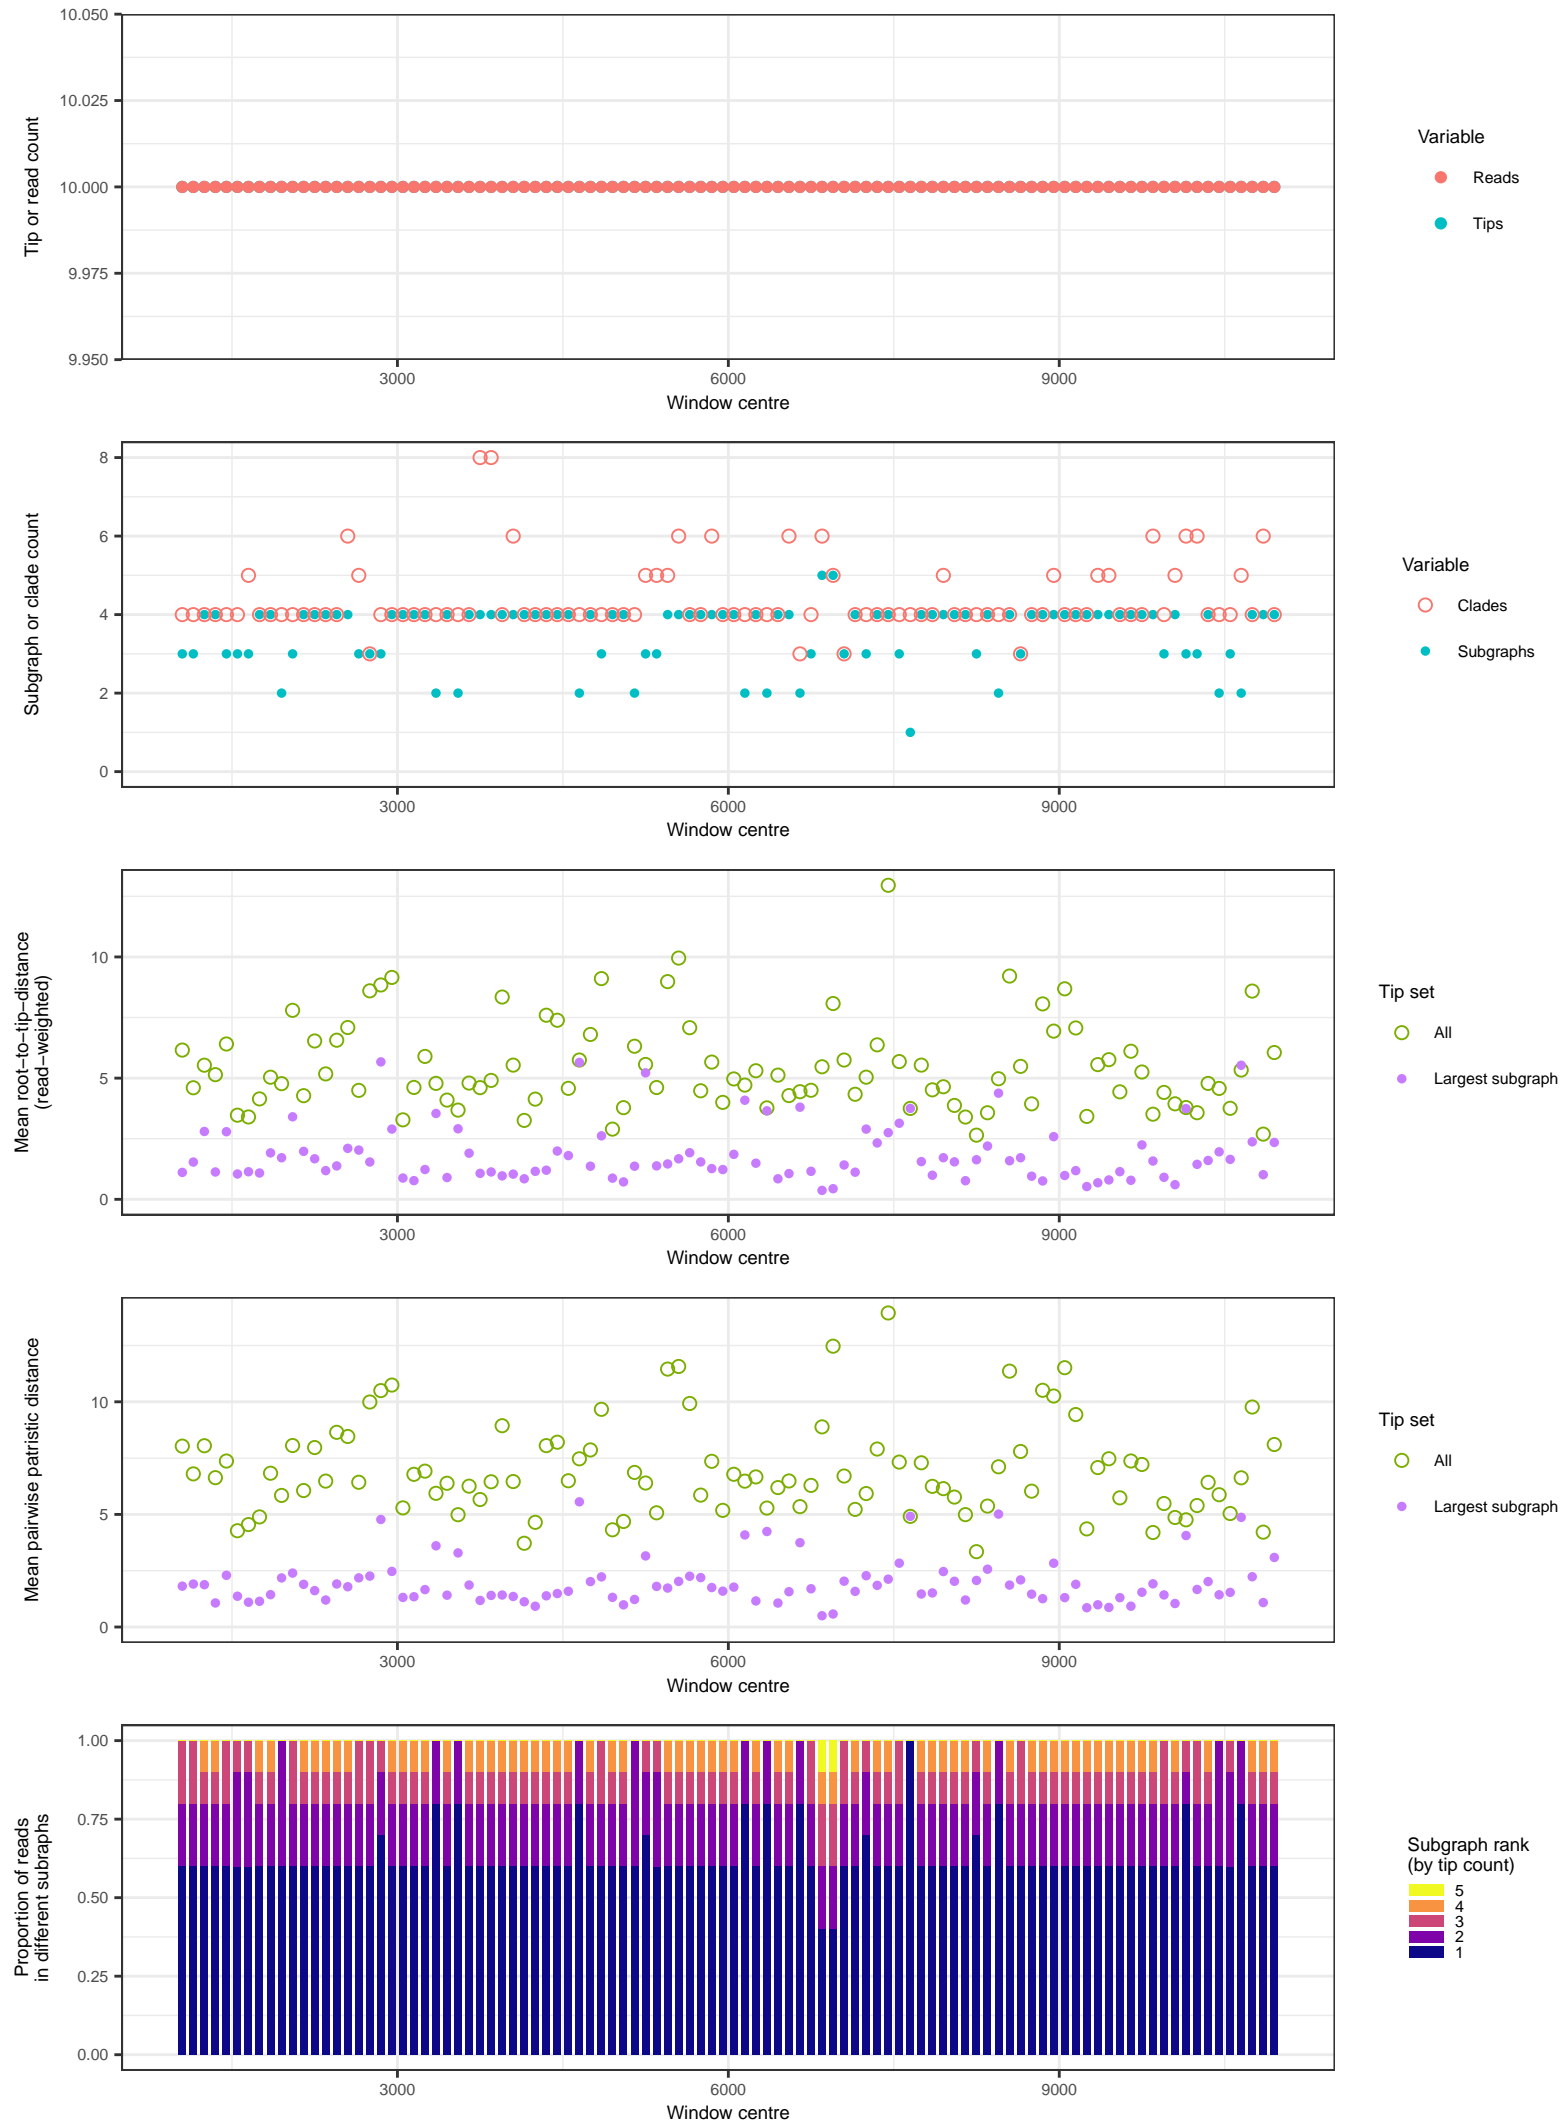 10.050
10.025
10.000
9.975
9.950
Tip or read count
3000 6000 9000
Window centre
Variable
Reads
Tips
8
6
4
2
0
Subgraph or clade count
3000 6000 9000
Window centre
Variable
Clades
Subgraphs
10
5
0
Mean root−to−tip−distance
(read−weighted)
3000 6000 9000
Window centre
Tip set
All
Largest subgraph
10
5
0
Mean pairwise patristic distance
3000 6000 9000
Window centre
Tip set
All
Largest subgraph
1.00
0.75
0.50
0.25
0.00
Proportion of reads
in different subraphs
3000 6000 9000
Window centre
Subgraph rank
(by tip count)
5
4
3
2
1